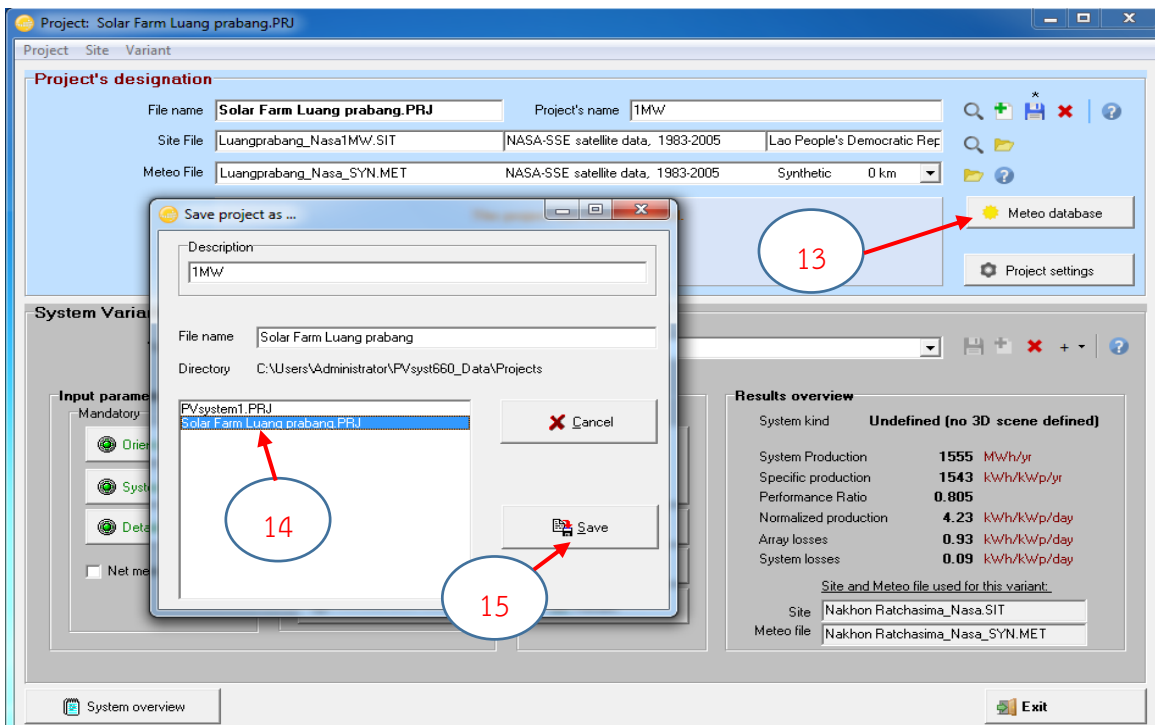 Project: Solar Farm Luang prabang.PRJ
Project Site Variant
Project's designation
File name Solar Farm Luang prabang.PRJ Project's name 1MW
Site File Luangprabang_Nasa1MW.SIT NASA-SSE satellite data, 1983-2005 Lao People's Democratic Rep
Meteo File Luangprabang_Nasa_SYN.MET NASA-SSE satellite data, 1983-2005 Synthetic 0 km
Meteo database
13
Project settings
Save project as ...
Description
1MW
File name Solar Farm Luang prabang
Directory C:\Users\Administrator\PVsyst660_Data\Projects
PVsystem1.PRJ
Solar Farm Luang prabang.PRJ
Cancel
14
Save
15
System Varia
Input parame
Mandatory
Orien
Syst
Deta
Net me
Results overview
System kind Undefined (no 3D scene defined)
System Production 1555 MWh/yr
Specific production 1543 kWh/kWp/yr
Performance Ratio 0.805
Normalized production 4.23 kWh/kWp/day
Array losses 0.93 kWh/kWp/day
System losses 0.09 kWh/kWp/day
Site and Meteo file used for this variant:
Site Nakhon Ratchasima_Nasa.SIT
Meteo file Nakhon Ratchasima_Nasa_SYN.MET
System overview
Exit